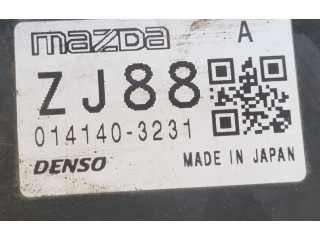 mazda A
ZJ88
014140-3231
DENSO MADE IN JAPAN